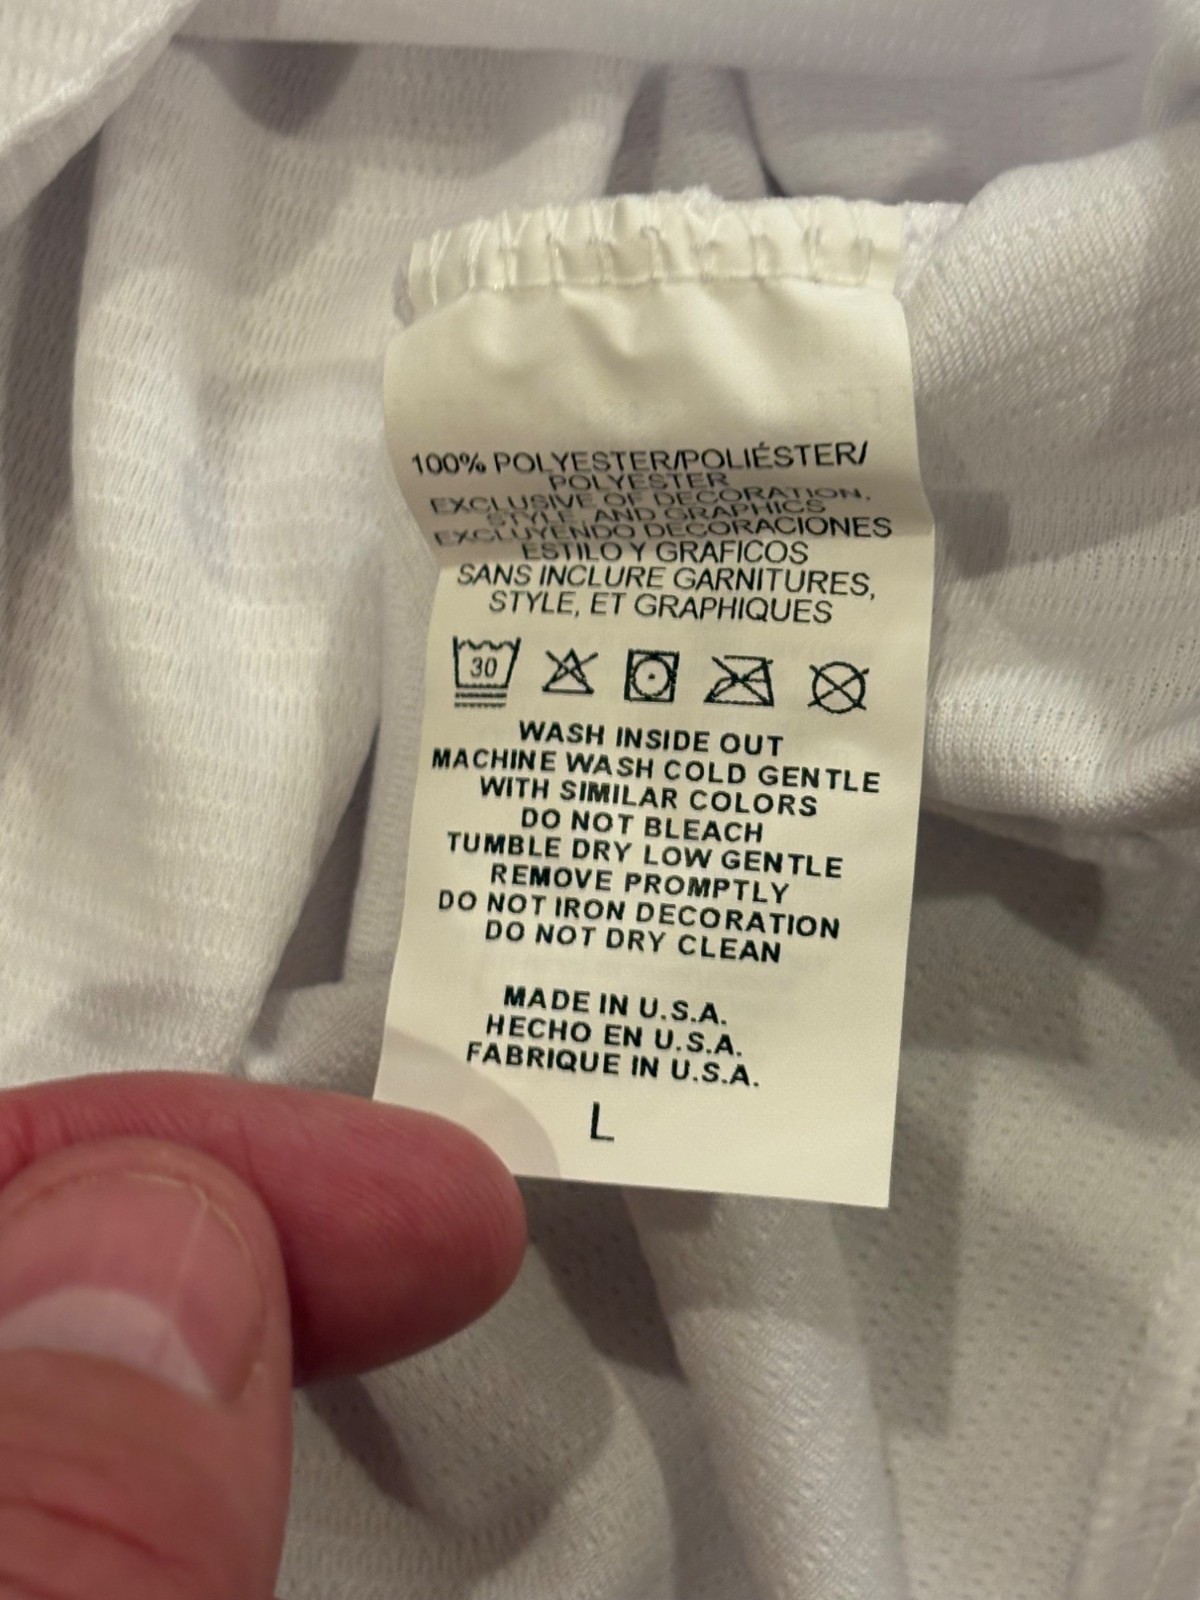 100% POLYESTER/POLIÉSTER/
POLYESTER
EXCLUSIVE OF DECORATION,
STYLE, AND GRAPHICS
EXCLUYENDO DECORACIONES
ESTILO Y GRAFICOS
SANS INCLURE GARNITURES,
STYLE, ET GRAPHIQUES
30
WASH INSIDE OUT
MACHINE WASH COLD GENTLE
WITH SIMILAR COLORS
DO NOT BLEACH
TUMBLE DRY LOW GENTLE
REMOVE PROMPTLY
DO NOT IRON DECORATION
DO NOT DRY CLEAN
MADE IN U.S.A.
HECHO EN U.S.A.
FABRIQUE IN U.S.A.
L